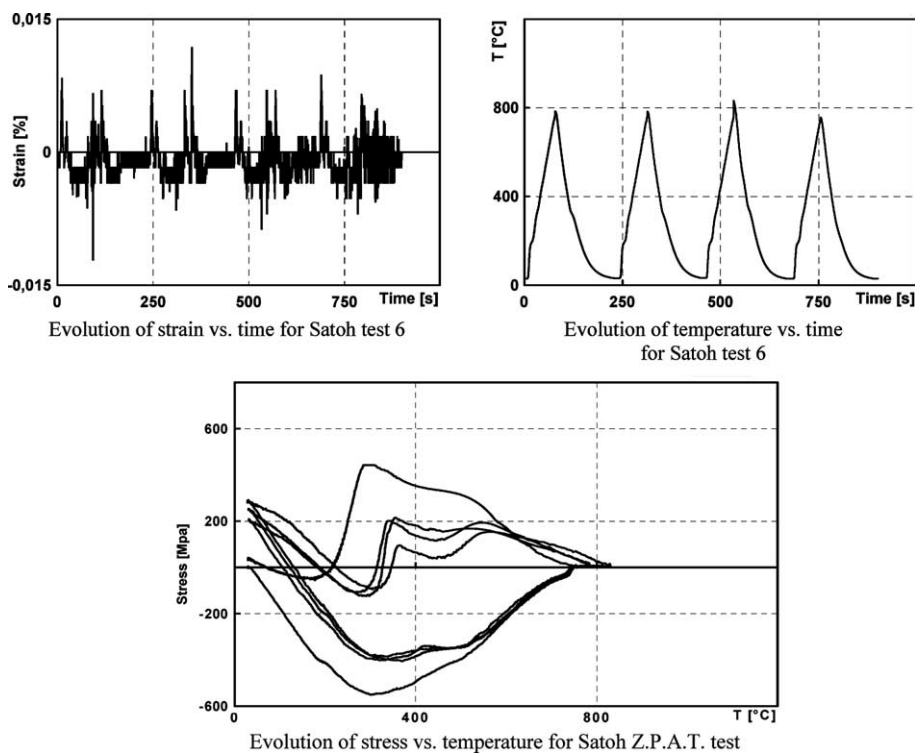 0,015
Strain [%]
0
-0,015
0
250
500
750
Time [s]
Evolution of strain vs. time for Satoh test 6
T [°C]
800
400
0
0
250
500
750
Time [s]
Evolution of temperature vs. time
for Satoh test 6
600
200
Stress [Mpa]
-200
-600
0
400
800
T [°C]
Evolution of stress vs. temperature for Satoh Z.P.A.T. test